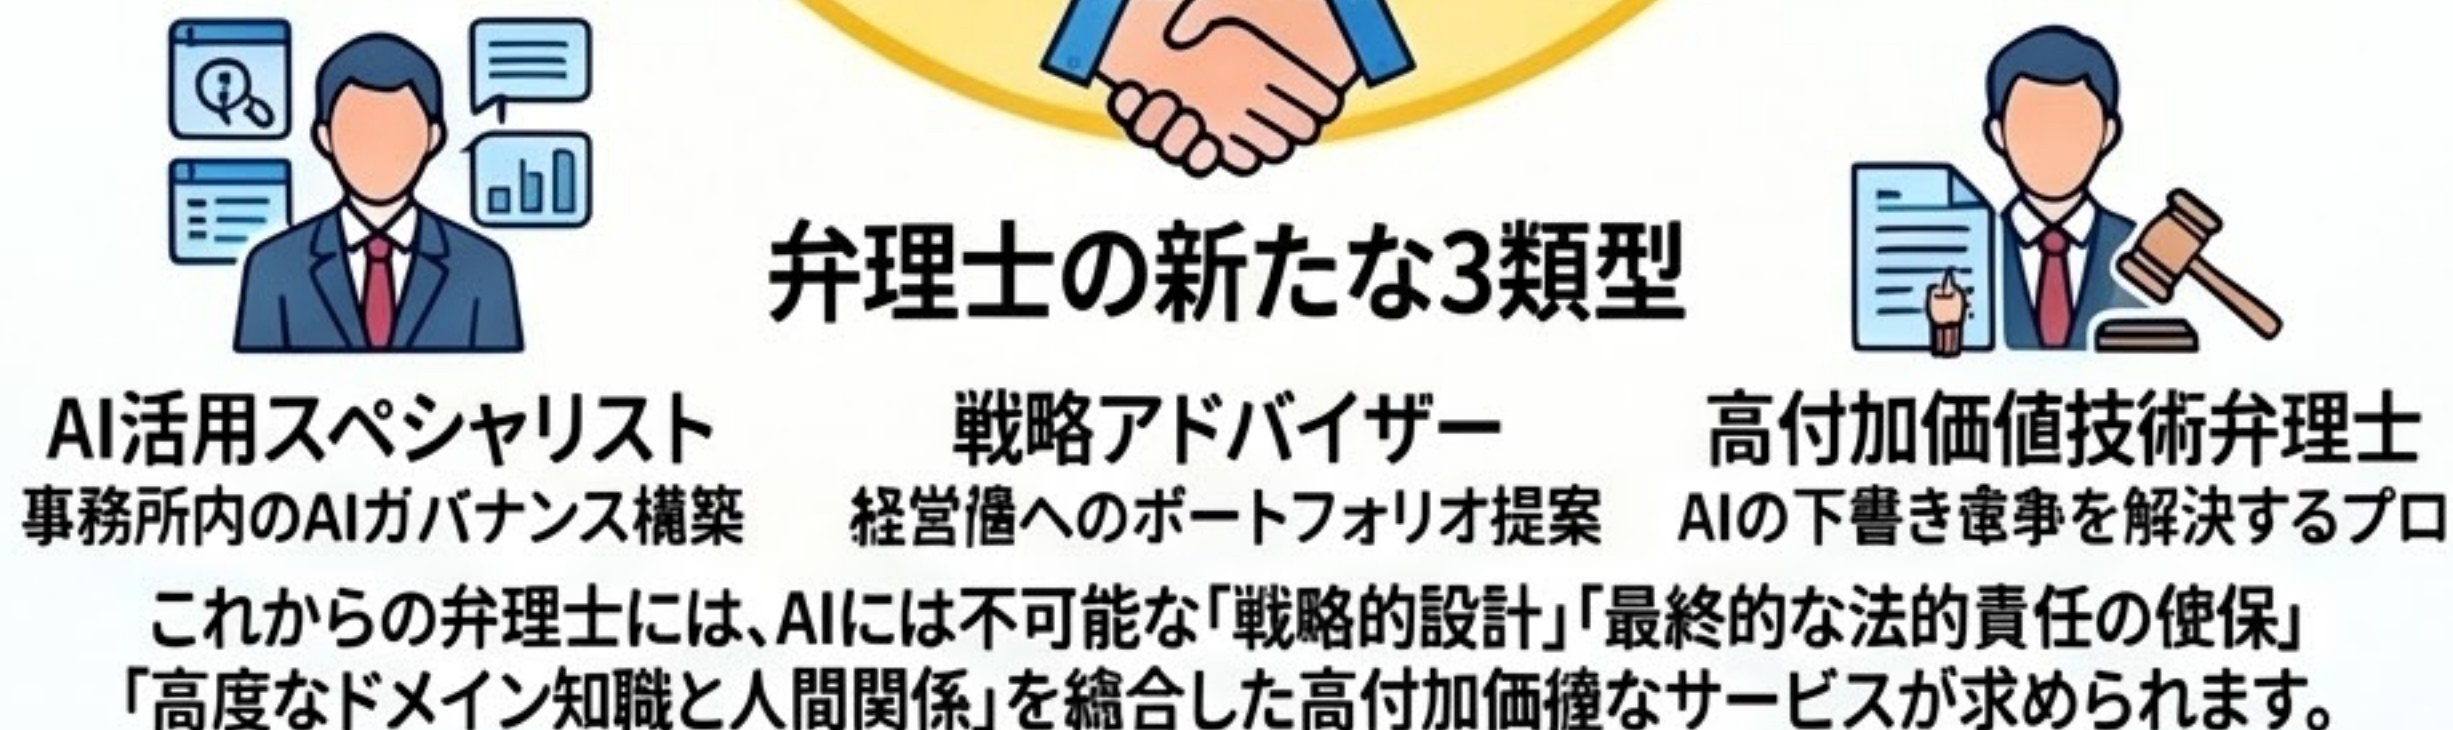 弁理士の新たな3類型
AI活用スペシャリスト
事務所内のAIガバナンス構築
戦略アドバイザー
経営へのポートフォリオ提案
高付加価値技術弁理士
AIの下書きを解決するプロ
これからの弁理士には、AIには不可能な「戦略的設計」「最終的な法的責任の保」
「高度なドメイン知職と人間関係」を合した高付加価なサービスが求められます。